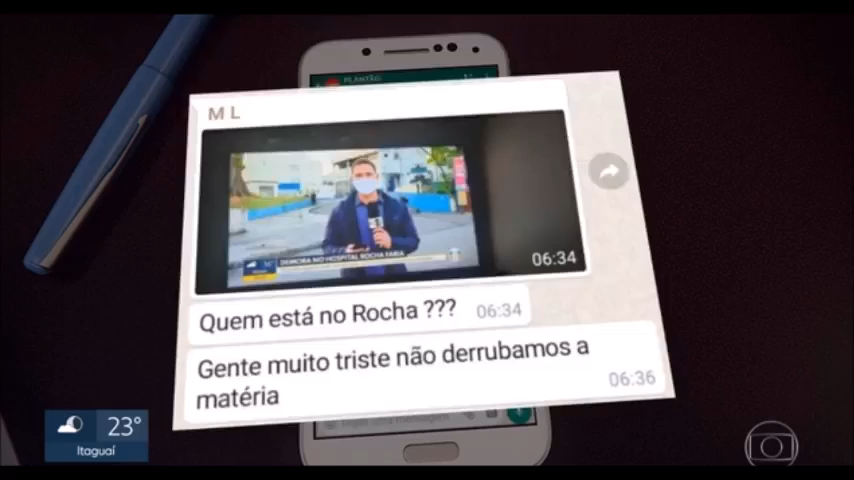 PLANTÃO
M L
DEMORA NO HOSPITAL ROCHA FARIA
06:34
Quem está no Rocha ???
06:34
Gente muito triste não derrubamos a
matéria
06:36
23°
Itaguaí